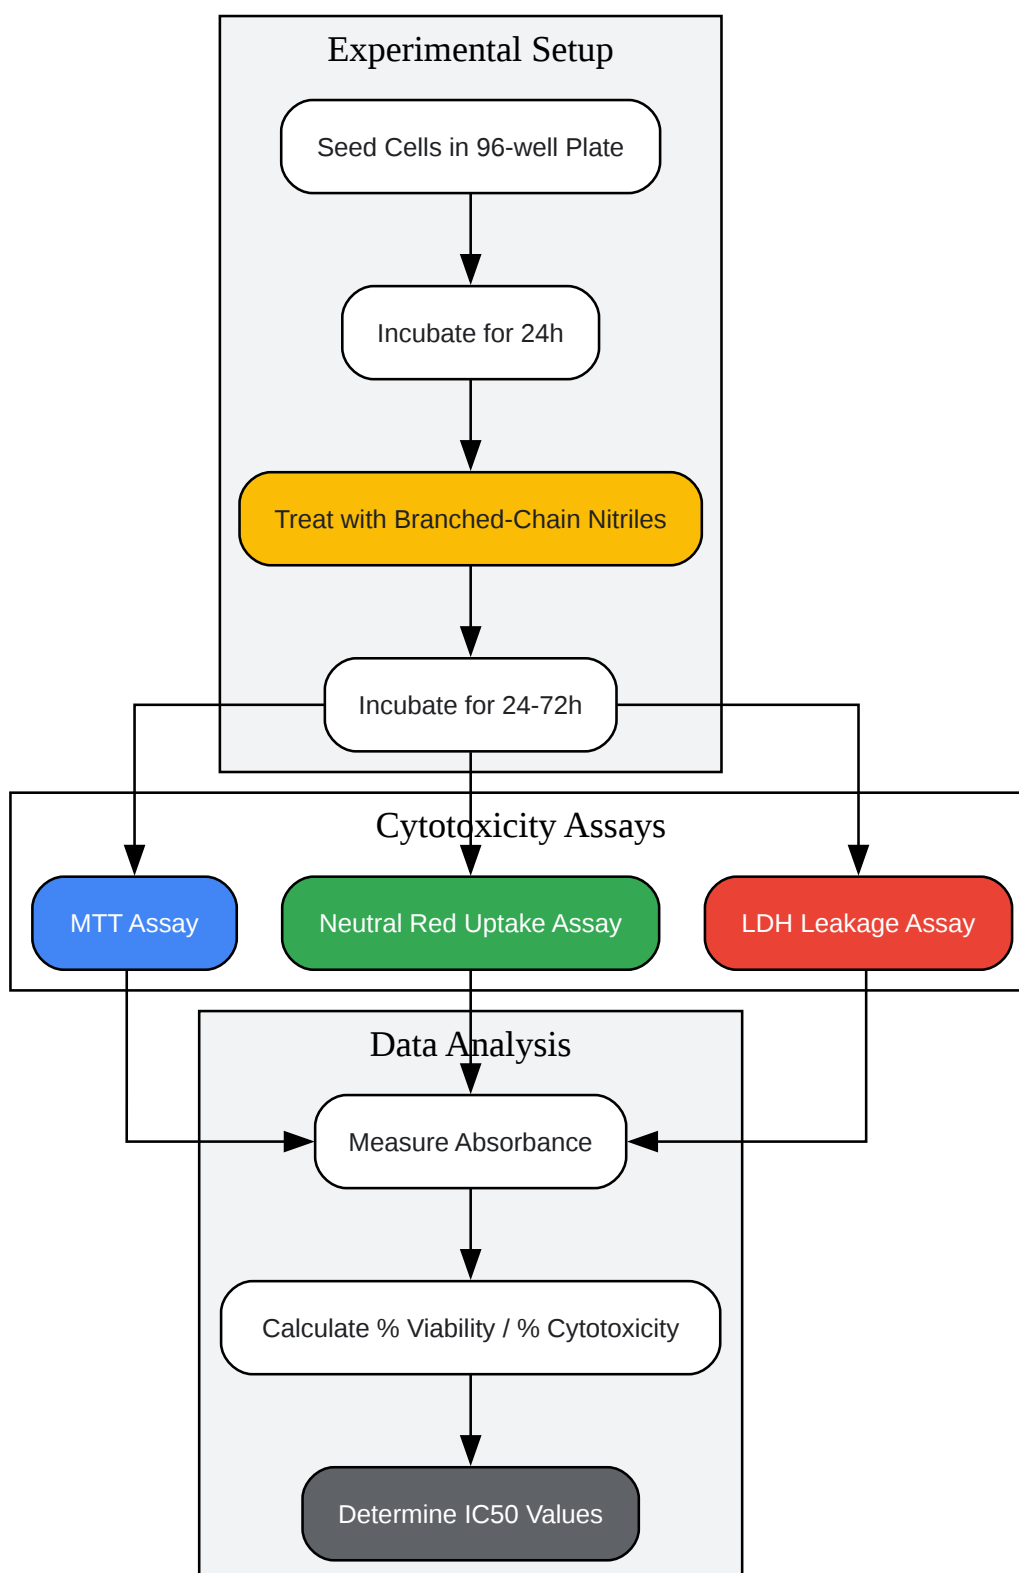 Experimental Setup
Seed Cells in 96-well Plate
Incubate for 24h
Treat with Branched-Chain Nitriles
Incubate for 24-72h
Cytotoxicity Assays
MTT Assay
Neutral Red Uptake Assay
LDH Leakage Assay
Data Analysis
Measure Absorbance
Calculate % Viability / % Cytotoxicity
Determine IC50 Values